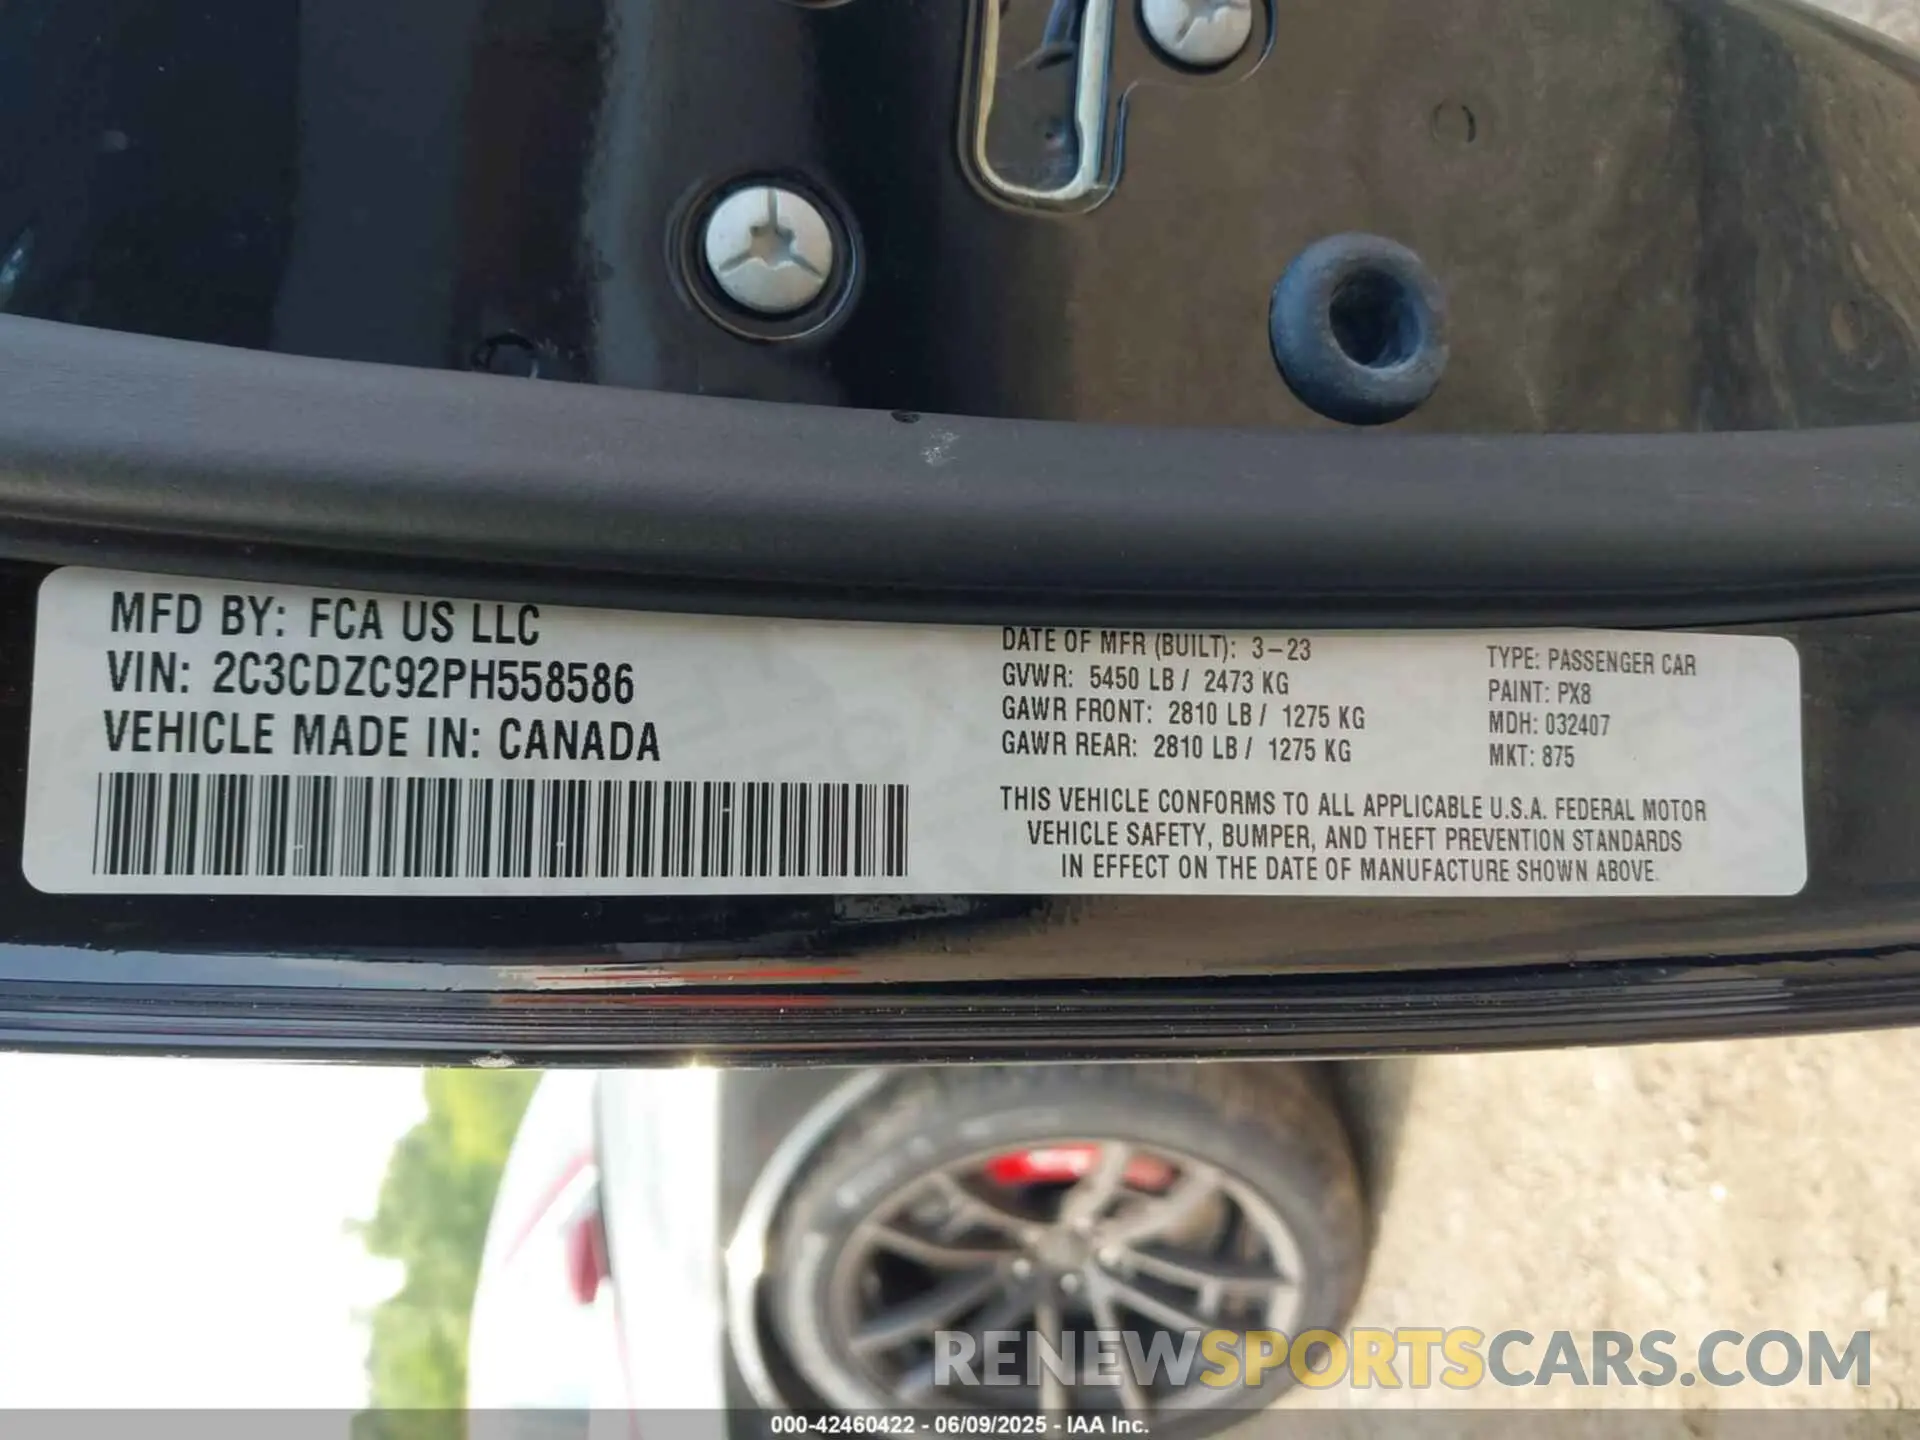 MFD BY: FCA US LLC
VIN: 2C3CDZC92PH558586
VEHICLE MADE IN: CANADA
DATE OF MFR (BUILT): 3-23
GVWR: 5450 LB / 2473 KG
GAWR FRONT: 2810 LB / 1275 KG
GAWR REAR: 2810 LB / 1275 KG
TYPE: PASSENGER CAR
PAINT: PX8
MDH: 032407
MKT: 875
THIS VEHICLE CONFORMS TO ALL APPLICABLE U.S.A. FEDERAL MOTOR
VEHICLE SAFETY, BUMPER, AND THEFT PREVENTION STANDARDS
IN EFFECT ON THE DATE OF MANUFACTURE SHOWN ABOVE.
RENEWSPORTSCARS.COM
000-42460422 - 06/09/2025 - IAA Inc.